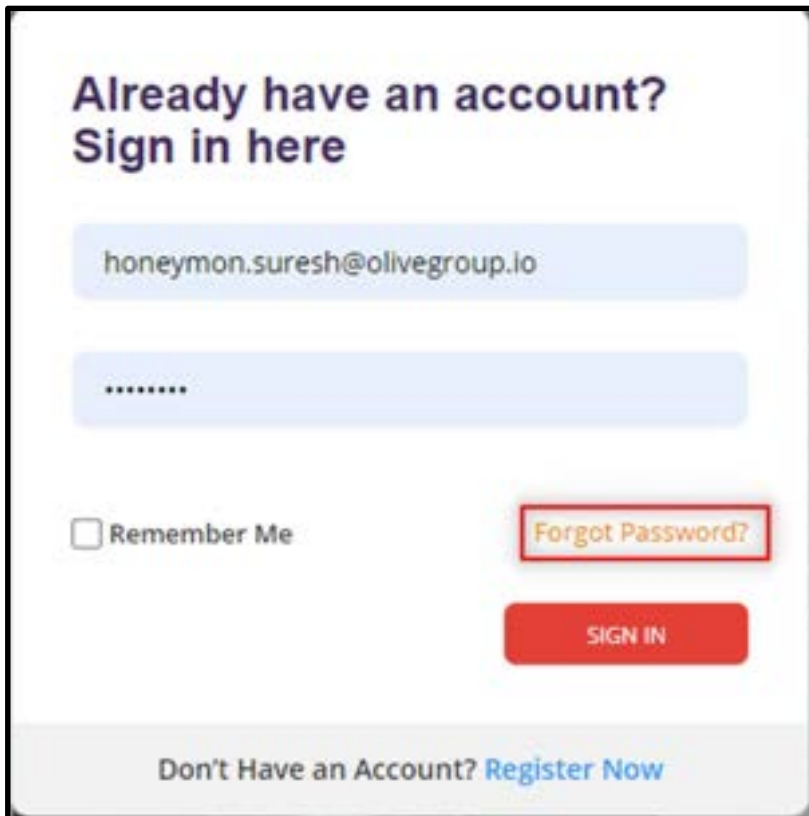 Already have an account?
Sign in here
honeymon.suresh@olivegroup.io
••••••••
Remember Me
Forgot Password?
SIGN IN
Don't Have an Account? Register Now